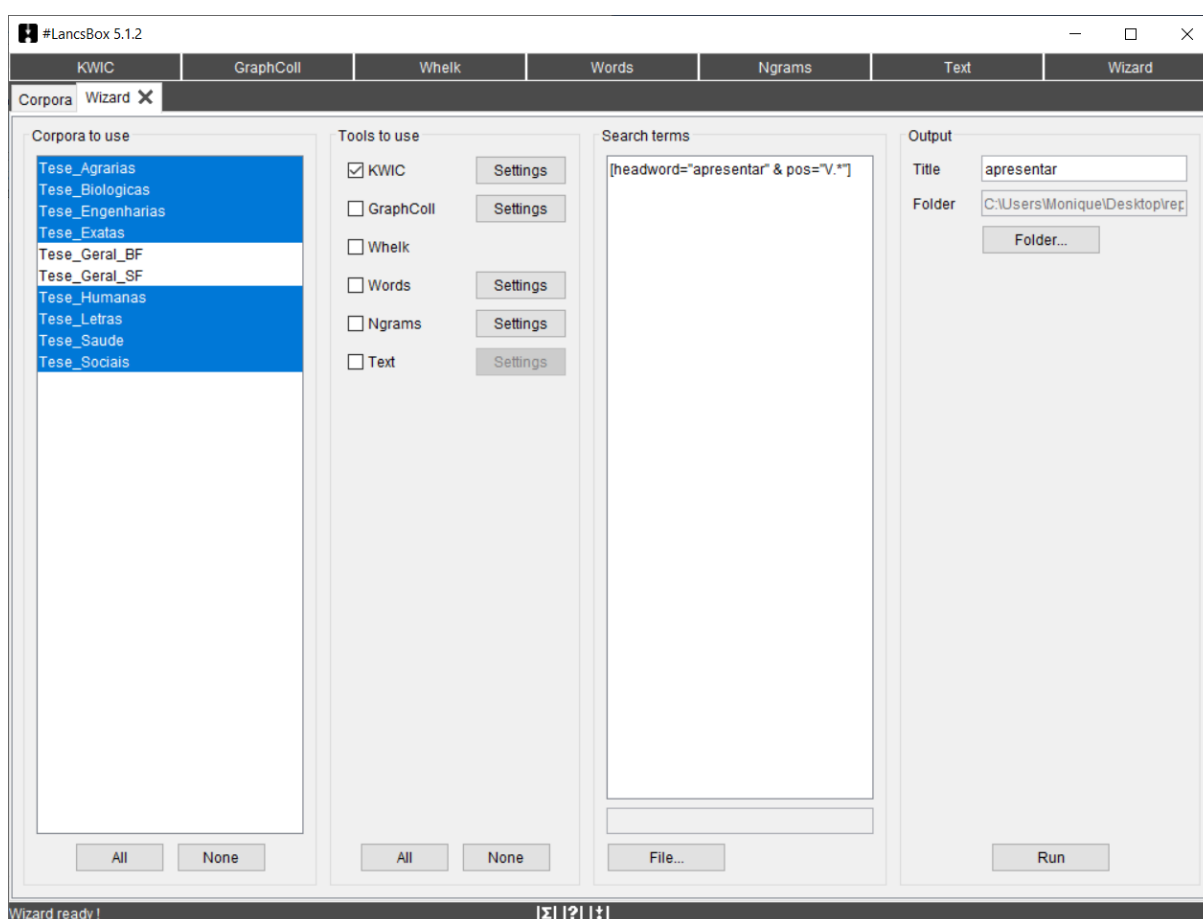 #LancsBox 5.1.2
KWIC GraphColl Whelk Words Ngrams Text Wizard
Corpora Wizard
Corpora to use
Tese_Agrarias
Tese_Biologicas
Tese_Engenharias
Tese_Exatas
Tese_Geral_BF
Tese_Geral_SF
Tese_Humanas
Tese_Letras
Tese_Saude
Tese_Sociais
All None
Tools to use
KWIC Settings
GraphColl Settings
Whelk
Words Settings
Ngrams Settings
Text Settings
All None
Search terms
[headword="apresentar" & pos="V.*"]
File...
Output
Title apresentar
Folder C:\Users\Monique\Desktop\rep
Folder...
Run
Wizard ready !
|Σ| |?| |‡|